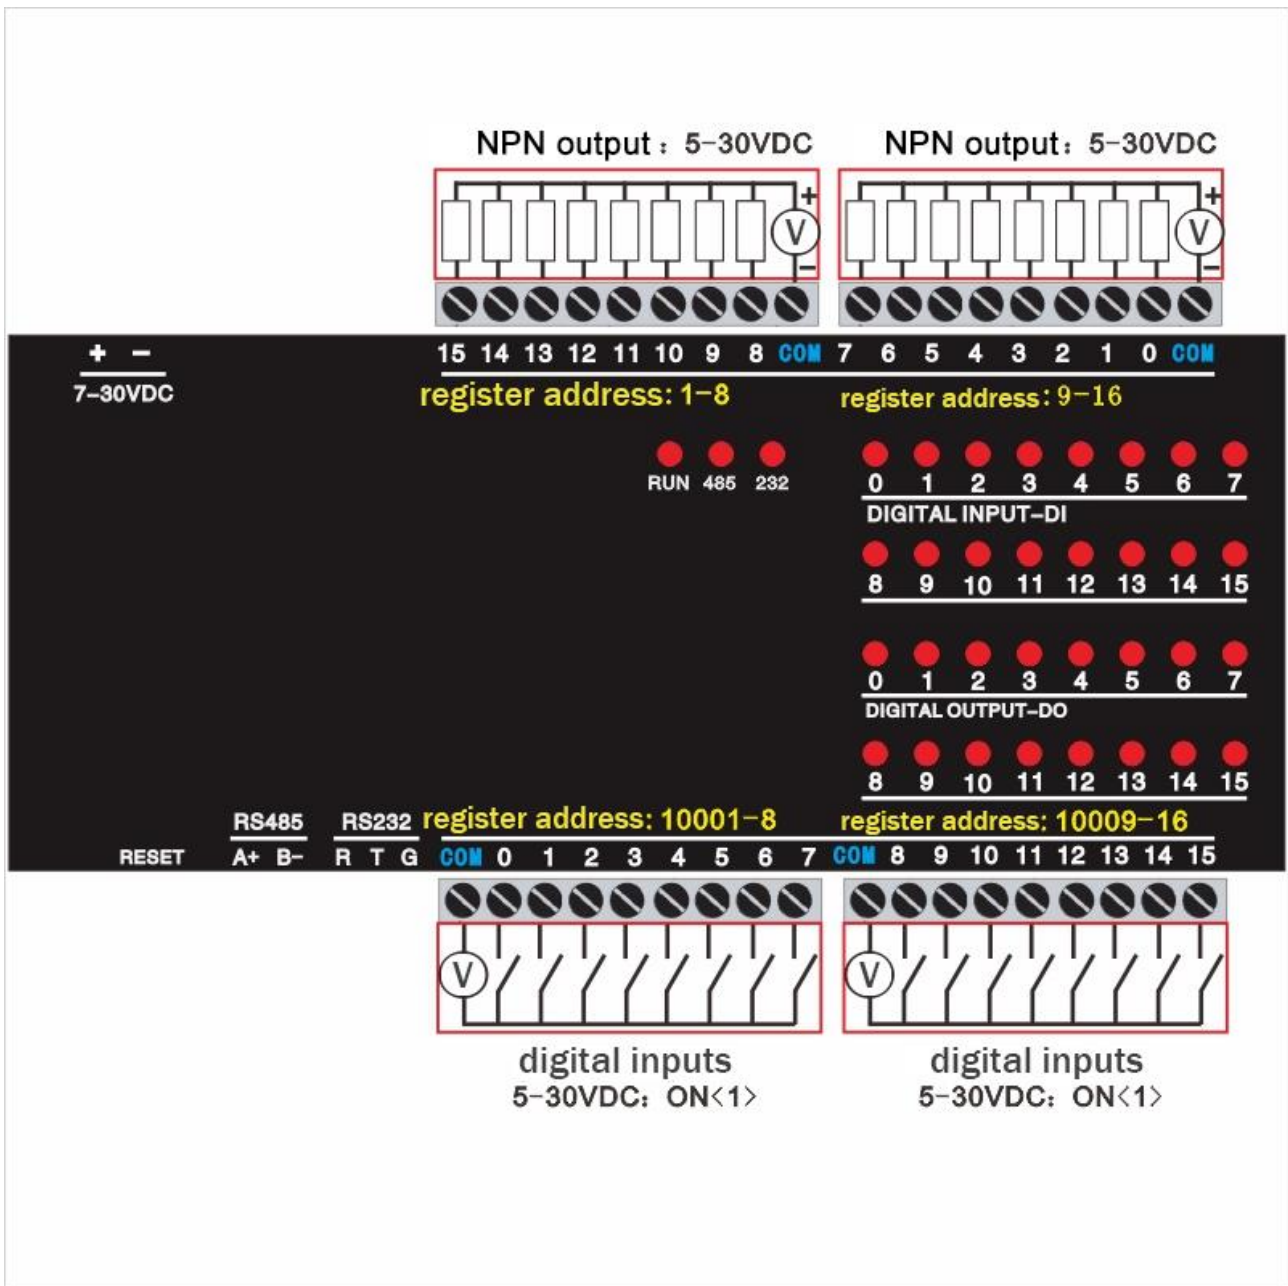 NPN output： 5-30VDC NPN output： 5-30VDC
+ +
V V
- -
+ - 15 14 13 12 11 10 9 8 COM 7 6 5 4 3 2 1 0 COM
7-30VDC register address: 1-8 register address: 9-16
RUN 485 232 0 1 2 3 4 5 6 7
DIGITAL INPUT-DI
8 9 10 11 12 13 14 15
0 1 2 3 4 5 6 7
DIGITAL OUTPUT-DO
8 9 10 11 12 13 14 15
RS485 RS232 register address: 10001-8 register address: 10009-16
RESET A+ B- R T G COM 0 1 2 3 4 5 6 7 COM 8 9 10 11 12 13 14 15
V V
digital inputs digital inputs
5-30VDC： ON<1> 5-30VDC： ON<1>